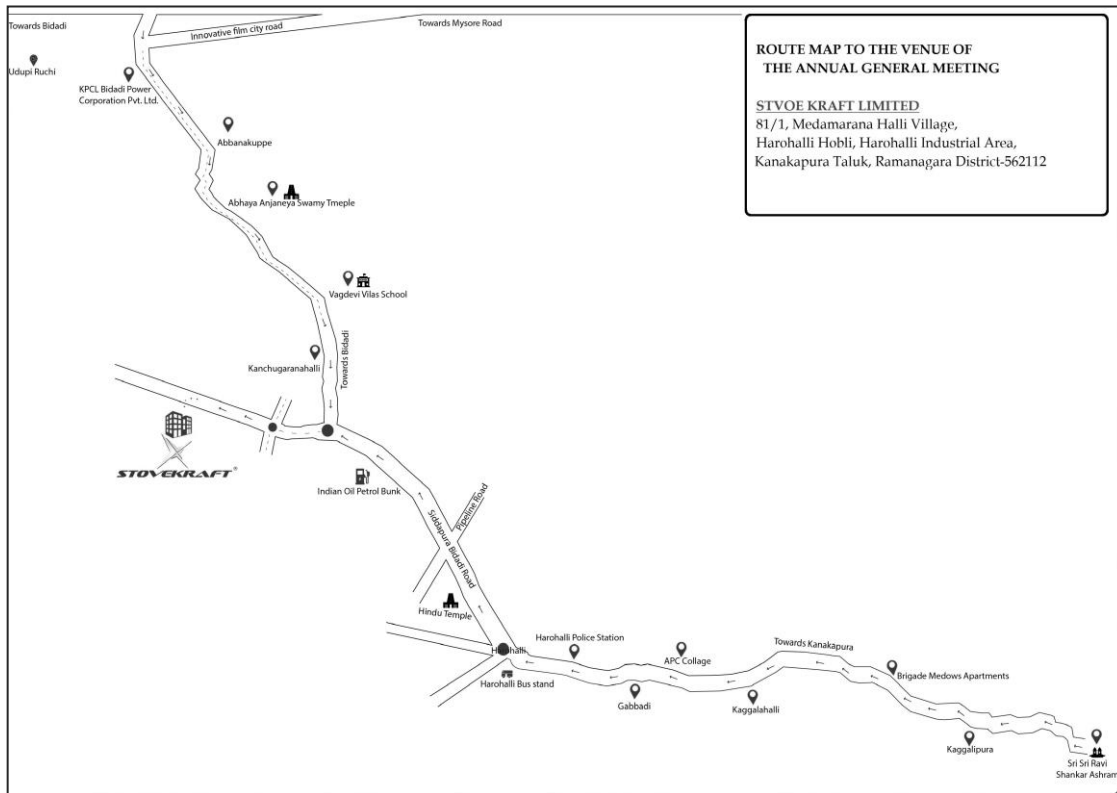 Towards Bidadi
Innovative film city road
Towards Mysore Road
Udupi Ruchi
KPCL Bidadi Power
Corporation Pvt. Ltd.
ROUTE MAP TO THE VENUE OF
THE ANNUAL GENERAL MEETING
STVOE KRAFT LIMITED
81/1, Medamarana Halli Village,
Harohalli Hobli, Harohalli Industrial Area,
Kanakapura Taluk, Ramanagara District-562112
Abbanakuppe
Abhaya Anjaneya Swamy Tmeple
Vagdevi Vilas School
Kanchugaranahalli
Towards Bidadi
STOVEKRAFT®
Indian Oil Petrol Bunk
Pipeline Road
Siddapura Bidadi Road
Hindu Temple
Harohalli
Harohalli Police Station
Harohalli Bus stand
APC Collage
Towards Kanakapura
Gabbadi
Kaggalahalli
Brigade Medows Apartments
Kaggalipura
Sri Sri Ravi
Shankar Ashram